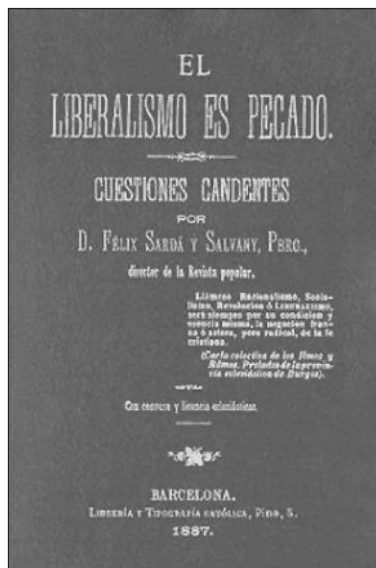 EL
LIBERALISMO ES PECADO.
CUESTIONES CANDENTES
POR
D. FÉLIX SARDÁ Y SALVANY, PBRO.,
director de la Revista popular.
Llámese Racionalismo, Socia-
lismo, Revolucion ó LIBERALISMO,
será siempre por su condicion y
esencia misma, la negacion fran-
ca ó artera, pero radical, de la fe
cristiana.
(Carta colectiva de los Ilmos. y
Rdmos. Prelados de la provin-
cia eclesiástica de Burgos).
Con censura y licencia eclesiásticas.
BARCELONA.
LIBRERÍA Y TIPOGRAFÍA CATÓLICA, Pino, 5.
1887.